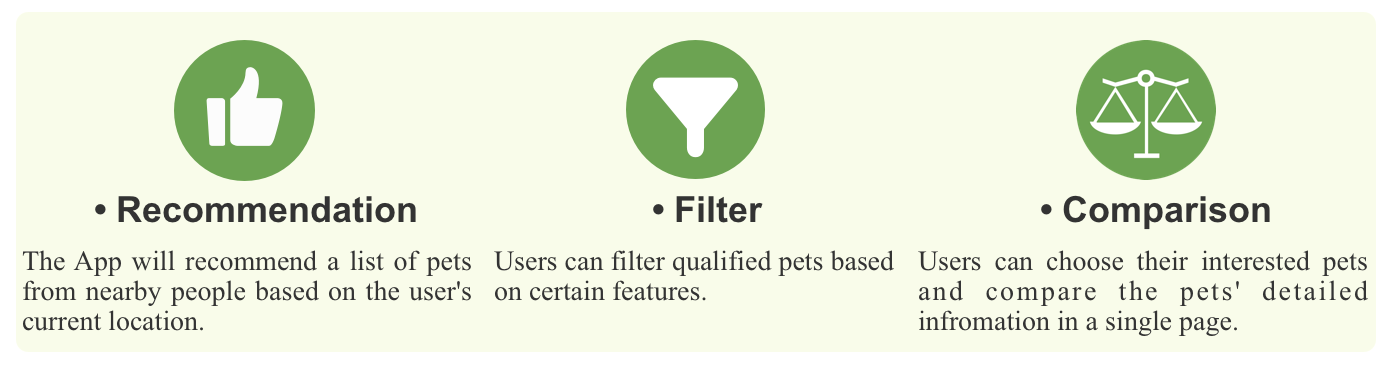 • Recommendation
The App will recommend a list of pets
from nearby people based on the user's
current location.
• Filter
Users can filter qualified pets based
on certain features.
• Comparison
Users can choose their interested pets
and compare the pets' detailed
infromation in a single page.